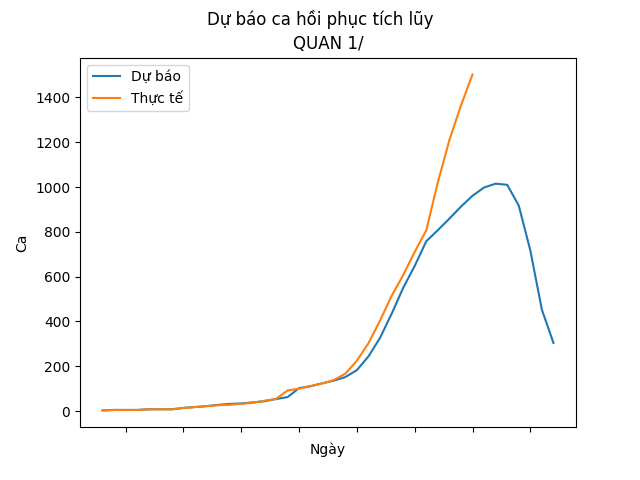 Dự báo ca hồi phục tích lũy
QUAN 1/
Dự báo
Thực tế
1400
1200
1000
800
600
400
200
0
Ca
Ngày